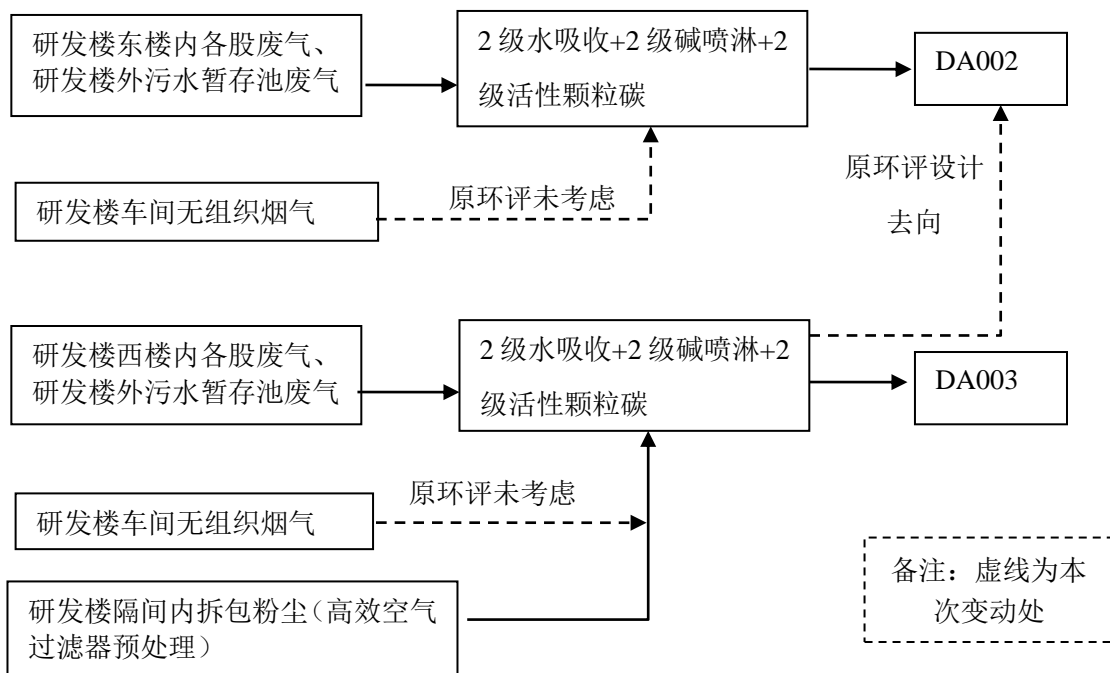 研发楼东楼内各股废气、
研发楼外污水暂存池废气
2 级水吸收+2 级碱喷淋+2
级活性颗粒碳
DA002
原环评设计
去向
研发楼车间无组织烟气
原环评未考虑
研发楼西楼内各股废气、
研发楼外污水暂存池废气
2 级水吸收+2 级碱喷淋+2
级活性颗粒碳
DA003
研发楼车间无组织烟气
原环评未考虑
研发楼隔间内拆包粉尘（高效空气
过滤器预处理）
备注：虚线为本
次变动处